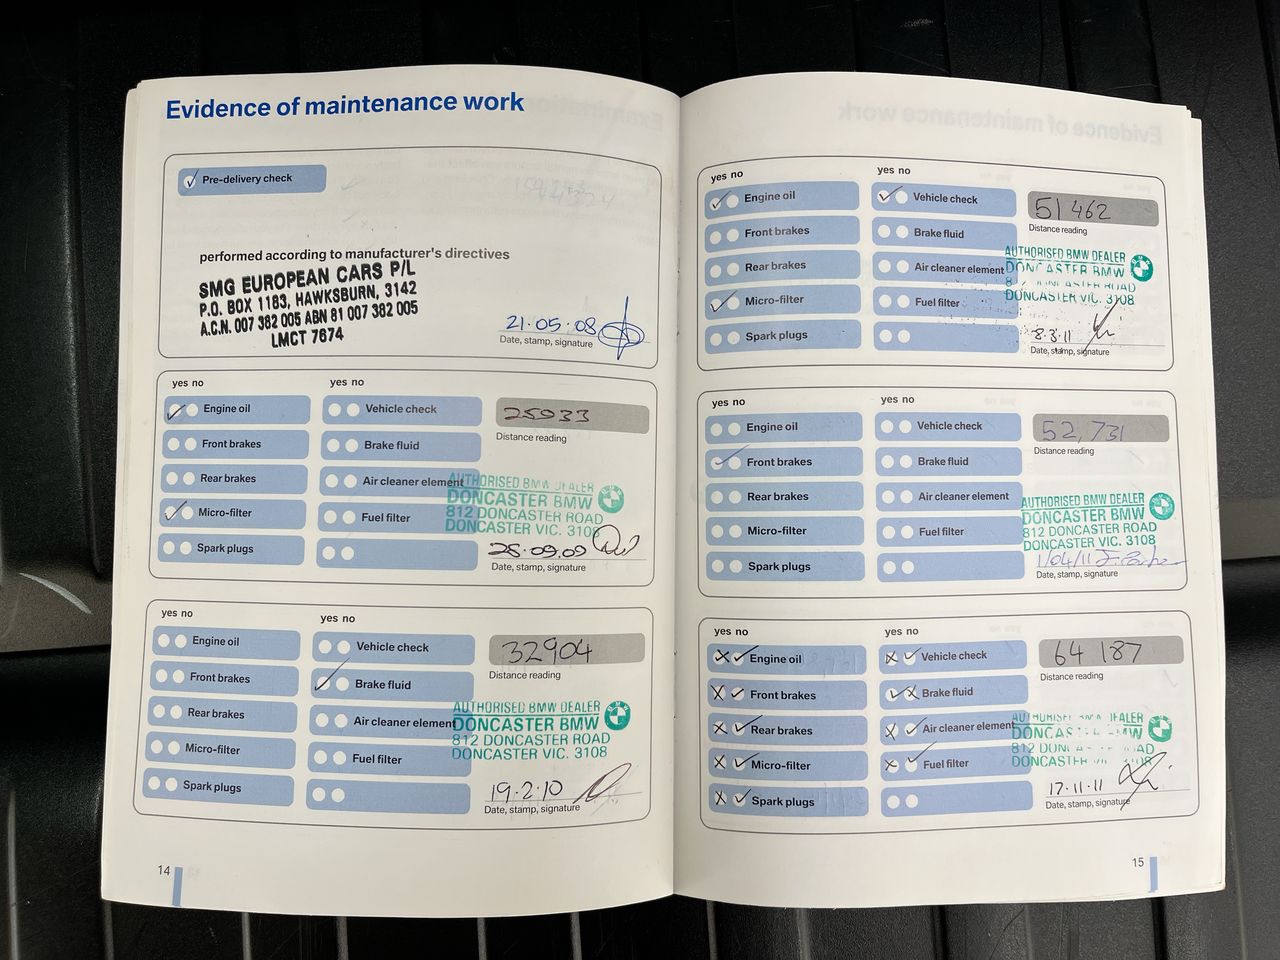 Evidence of maintenance work
Pre-delivery check
performed according to manufacturer's directives
SMG EUROPEAN CARS P/L
P.O. BOX 1183, HAWKSBURN, 3142
A.C.N. 007 382 005 ABN 81 007 382 005
LMCT 7674
21.05.08
Date, stamp, signature
yes no
yes no
Engine oil
Vehicle check
25933
Distance reading
Front brakes
Brake fluid
Rear brakes
Air cleaner element
Micro-filter
Fuel filter
Spark plugs
AUTHORISED BMW DEALER
DONCASTER BMW
812 DONCASTER ROAD
DONCASTER VIC. 3108
28.09.09
Date, stamp, signature
yes no
yes no
Engine oil
Vehicle check
32904
Distance reading
Front brakes
Brake fluid
Rear brakes
Air cleaner element
Micro-filter
Fuel filter
Spark plugs
AUTHORISED BMW DEALER
DONCASTER BMW
812 DONCASTER ROAD
DONCASTER VIC. 3108
19.2.10
Date, stamp, signature
14
yes no
yes no
Engine oil
Vehicle check
51462
Distance reading
Front brakes
Brake fluid
Rear brakes
Air cleaner element
Micro-filter
Fuel filter
Spark plugs
AUTHORISED BMW DEALER
DONCASTER BMW
DONCASTER VIC. 3108
8.3.11
Date, stamp, signature
yes no
yes no
Engine oil
Vehicle check
52,731
Distance reading
Front brakes
Brake fluid
Rear brakes
Air cleaner element
Micro-filter
Fuel filter
Spark plugs
AUTHORISED BMW DEALER
DONCASTER BMW
812 DONCASTER ROAD
DONCASTER VIC. 3108
1/04/11
Date, stamp, signature
yes no
yes no
Engine oil
Vehicle check
64 187
Distance reading
Front brakes
Brake fluid
Rear brakes
Air cleaner element
Micro-filter
Fuel filter
Spark plugs
17.11.11
Date, stamp, signature
15